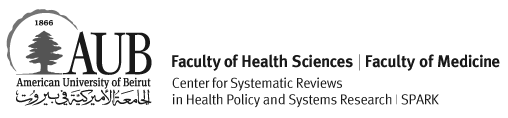 1866
AUB
American University of Beirut
الجامعة الأميركية في بيروت
Faculty of Health Sciences | Faculty of Medicine
Center for Systematic Reviews
in Health Policy and Systems Research | SPARK